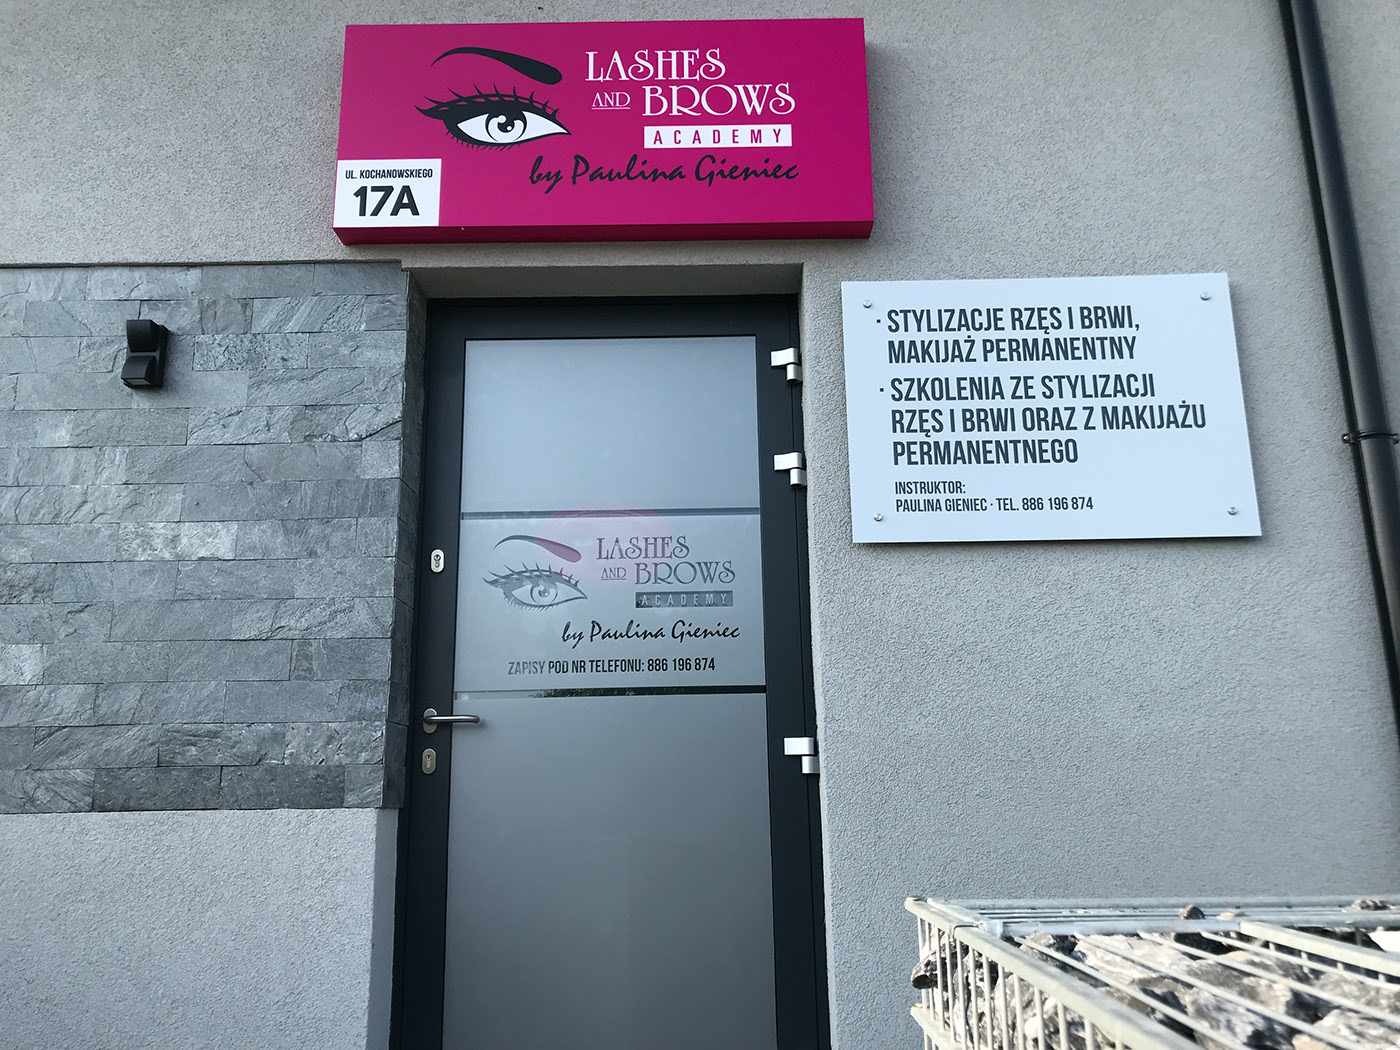 LASHES
AND BROWS
ACADEMY
by Paulina Gieniec
UL. KOCHANOWSKIEGO
17A
· STYLIZACJE RZĘS I BRWI,
MAKIJAŻ PERMANENTNY
· SZKOLENIA ZE STYLIZACJI
RZĘS I BRWI ORAZ Z MAKIJAŻU
PERMANENTNEGO
INSTRUKTOR:
PAULINA GIENIEC · TEL. 886 196 874
LASHES
AND BROWS
ACADEMY
by Paulina Gieniec
ZAPISY POD NR TELEFONU: 886 196 874